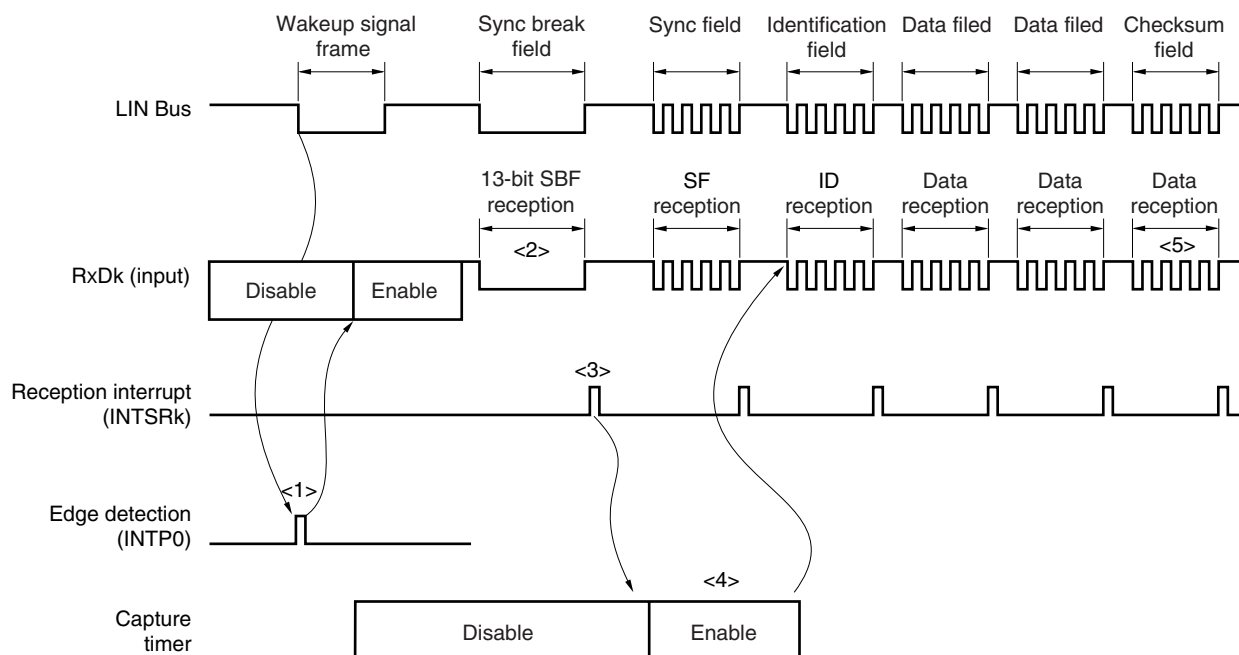 Wakeup signal
frame
Sync break
field
Sync field
Identification
field
Data filed
Data filed
Checksum
field
LIN Bus
13-bit SBF
reception
SF
reception
ID
reception
Data
reception
Data
reception
Data
reception
<2>
<5>
RxDk (input)
Disable
Enable
Reception interrupt
(INTSRk)
<3>
Edge detection
(INTP0)
<1>
Capture
timer
Disable
<4>
Enable